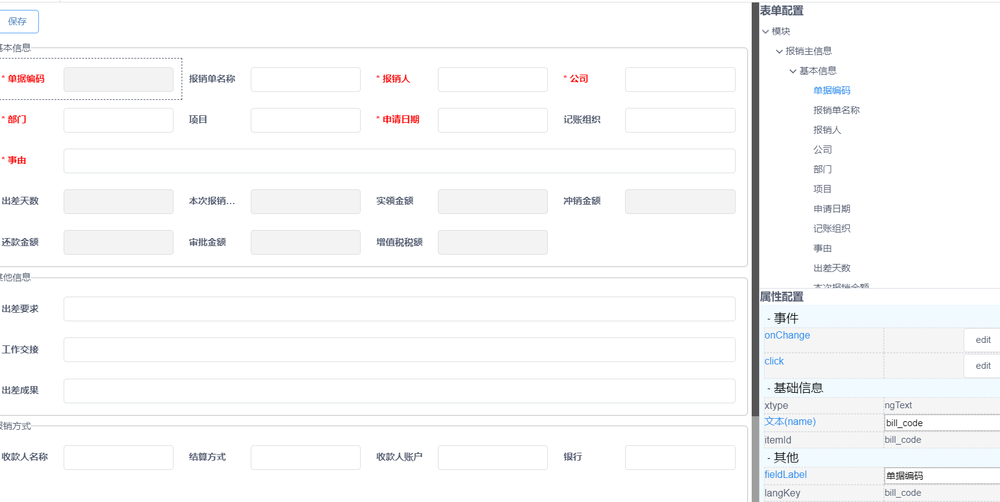 保存
基本信息
* 单据编码 报销单名称 * 报销人 * 公司
* 部门 项目 * 申请日期 记账组织
* 事由
出差天数 本次报销... 实领金额 冲销金额
还款金额 审批金额 增值税税额
其他信息
出差要求
工作交接
出差成果
报销方式
收款人名称 结算方式 收款人账户 银行
表单配置
模块
报销主信息
基本信息
单据编码
报销单名称
报销人
公司
部门
项目
申请日期
记账组织
事由
出差天数
本次报销金额
属性配置
- 事件
onChange edit
click edit
- 基础信息
xtype ngText
文本(name) bill_code
itemId bill_code
- 其他
fieldLabel 单据编码
langKey bill_code